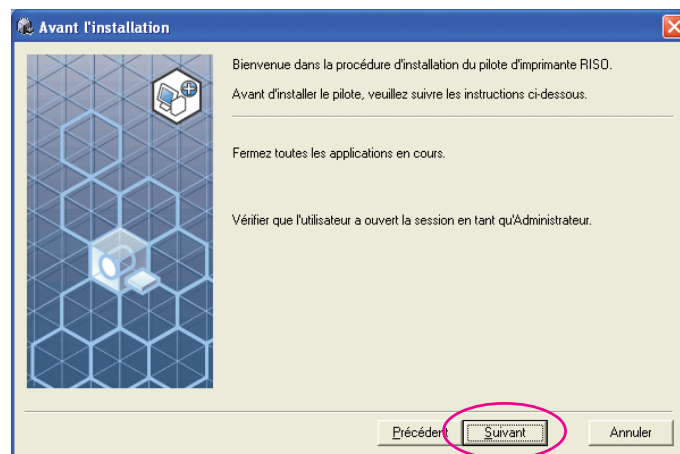 Avant l'installation
Bienvenue dans la procédure d'installation du pilote d'imprimante RISO.
Avant d'installer le pilote, veuillez suivre les instructions ci-dessous.
Fermez toutes les applications en cours.
Vérifier que l'utilisateur a ouvert la session en tant qu'Administrateur.
Précédent Suivant Annuler